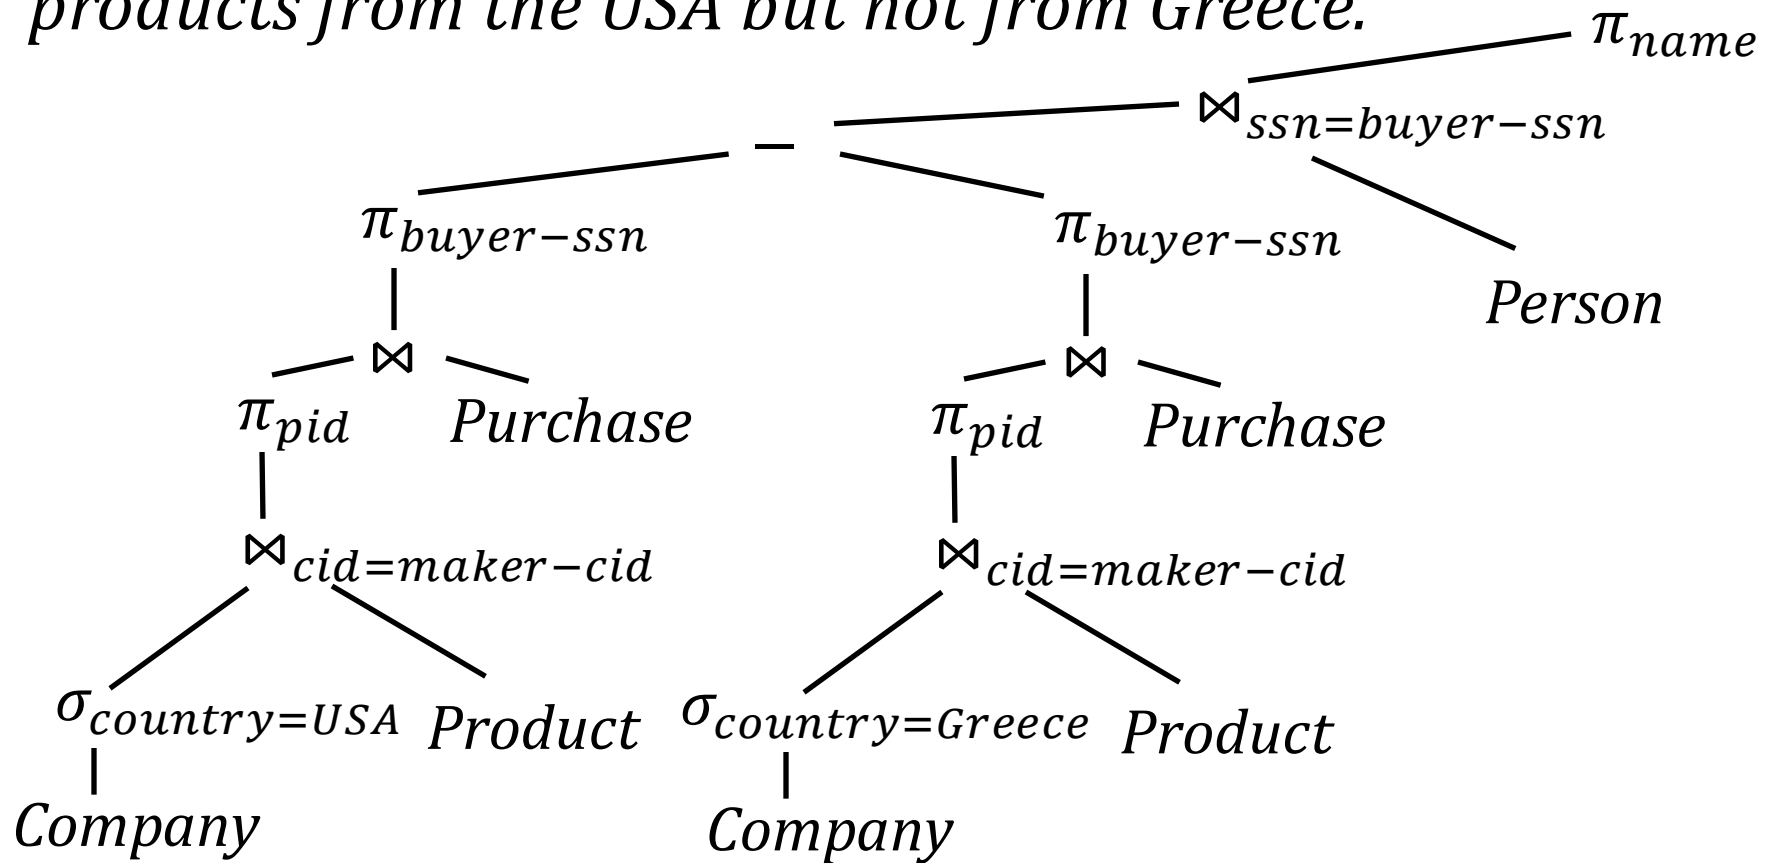 products from the USA but not from Greece.
π_name
⋈_ssn=buyer−ssn
−
π_buyer−ssn π_buyer−ssn
Person
⋈ ⋈
π_pid Purchase π_pid Purchase
⋈_cid=maker−cid ⋈_cid=maker−cid
σ_country=USA Product σ_country=Greece Product
Company Company